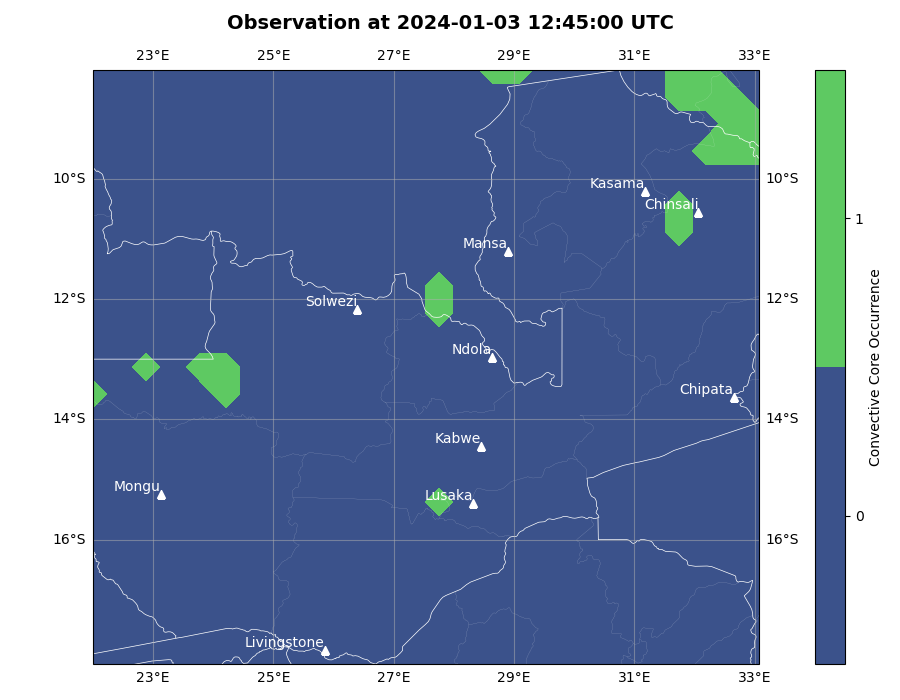 Observation at 2024-01-03 12:45:00 UTC
23°E 25°E 27°E 29°E 31°E 33°E
10°S 10°S
Kasama
Chinsali
1
Mansa
12°S 12°S
Solwezi
Ndola
Chipata
14°S 14°S
Kabwe
Mongu
Lusaka
0
16°S 16°S
Livingstone
23°E 25°E 27°E 29°E 31°E 33°E
Convective Core Occurrence